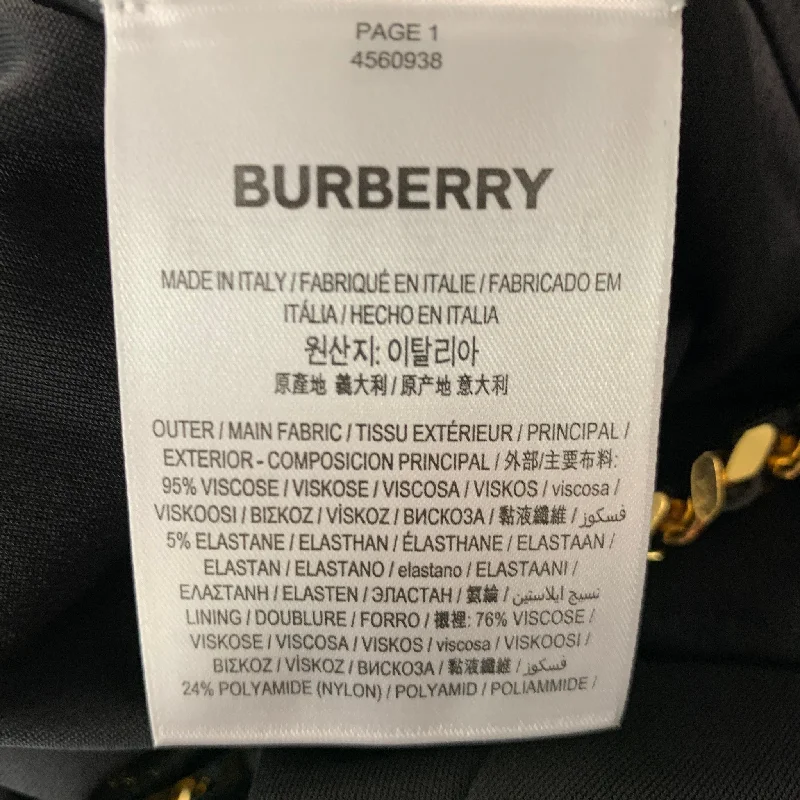 PAGE 1
4560938
BURBERRY
MADE IN ITALY / FABRIQUÉ EN ITALIE / FABRICADO EM
ITÁLIA / HECHO EN ITALIA
원산지: 이탈리아
原產地 義大利 / 原产地 意大利
OUTER / MAIN FABRIC / TISSU EXTÉRIEUR / PRINCIPAL /
EXTERIOR - COMPOSICION PRINCIPAL / 外部/主要布料:
95% VISCOSE / VISKOSE / VISCOSA / VISKOS / viscosa /
VISKOOSI / ΒΙΣΚΟΖ / VİSKOZ / ВИСКОЗА / 黏液纖維 / فسكوز /
5% ELASTANE / ELASTHAN / ÉLASTHANE / ELASTAAN /
ELASTAN / ELASTANO / elastano / ELASTAANI /
ΕΛΑΣΤΑΝΗ / ELASTEN / ЭЛАСТАН / 氨綸 / نسيج ايلاستين /
LINING / DOUBLURE / FORRO / 襯裡: 76% VISCOSE /
VISKOSE / VISCOSA / VISKOS / viscosa / VISKOOSI /
ΒΙΣΚΟΖ / VİSKOZ / ВИСКОЗА / 黏液纖維 / فسكوز /
24% POLYAMIDE (NYLON) / POLYAMID / POLIAMMIDE /